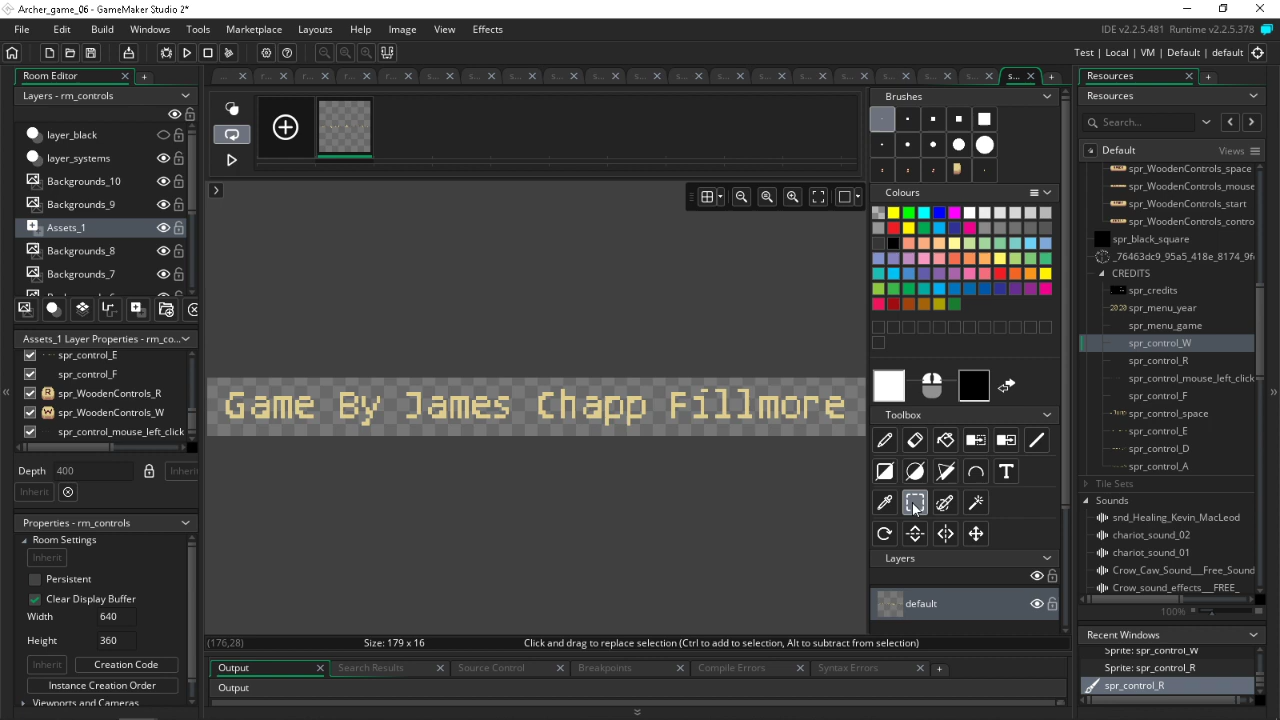 Archer_game_06 - GameMaker Studio 2*
File Edit Build Windows Tools Marketplace Layouts Help Image View Effects
IDE v2.2.5.481 Runtime v2.2.5.378
Test | Local | VM | Default | default
Room Editor
Layers - rm_controls
layer_black
layer_systems
Backgrounds_10
Backgrounds_9
Assets_1
Backgrounds_8
Backgrounds_7
Assets_1 Layer Properties - rm_co...
spr_control_E
spr_control_F
spr_WoodenControls_R
spr_WoodenControls_W
spr_control_mouse_left_click
Depth 400 Inherit
Inherit
Properties - rm_controls
Room Settings
Inherit
Persistent
Clear Display Buffer
Width 640
Height 360
Inherit Creation Code
Instance Creation Order
Viewports and Cameras
... r... r... r... r... s... s... s... s... s... s... s... s... s... s... s... s... s... s... s...
Game By James Chapp Fillmore
(176,28) Size: 179 x 16 Click and drag to replace selection (Ctrl to add to selection, Alt to subtract from selection)
Output Search Results Source Control Breakpoints Compile Errors Syntax Errors
Output
Brushes
Colours
Toolbox
T
Layers
default
Resources
Resources
Search...
Default Views
spr_WoodenControls_space
spr_WoodenControls_mouse
spr_WoodenControls_start
spr_WoodenControls_contro
spr_black_square
_76463dc9_95a5_418e_8174_9f
CREDITS
spr_credits
2020 spr_menu_year
spr_menu_game
spr_control_W
spr_control_R
spr_control_mouse_left_click
spr_control_F
spr_control_space
spr_control_E
spr_control_D
spr_control_A
Tile Sets
Sounds
snd_Healing_Kevin_MacLeod
chariot_sound_02
chariot_sound_01
Crow_Caw_Sound___Free_Sound
Crow_sound_effects___FREE_
100%
Recent Windows
Sprite: spr_control_W
Sprite: spr_control_R
spr_control_R